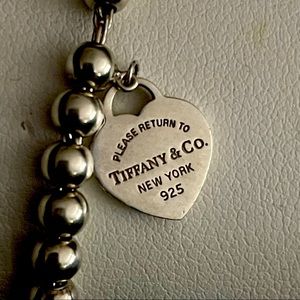 PLEASE RETURN TO
TIFFANY & CO.
NEW YORK
925